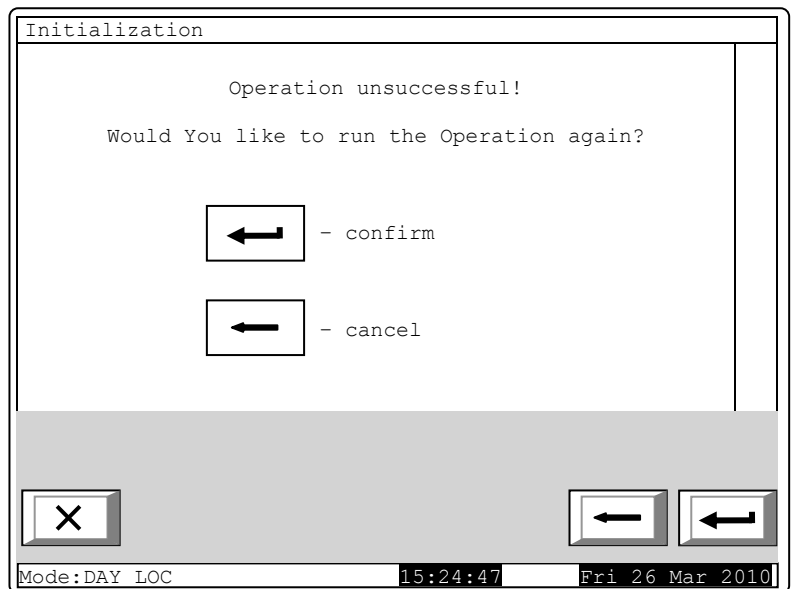 Initialization
Operation unsuccessful!
Would You like to run the Operation again?
– confirm
– cancel
Mode:DAY LOC 15:24:47 Fri 26 Mar 2010